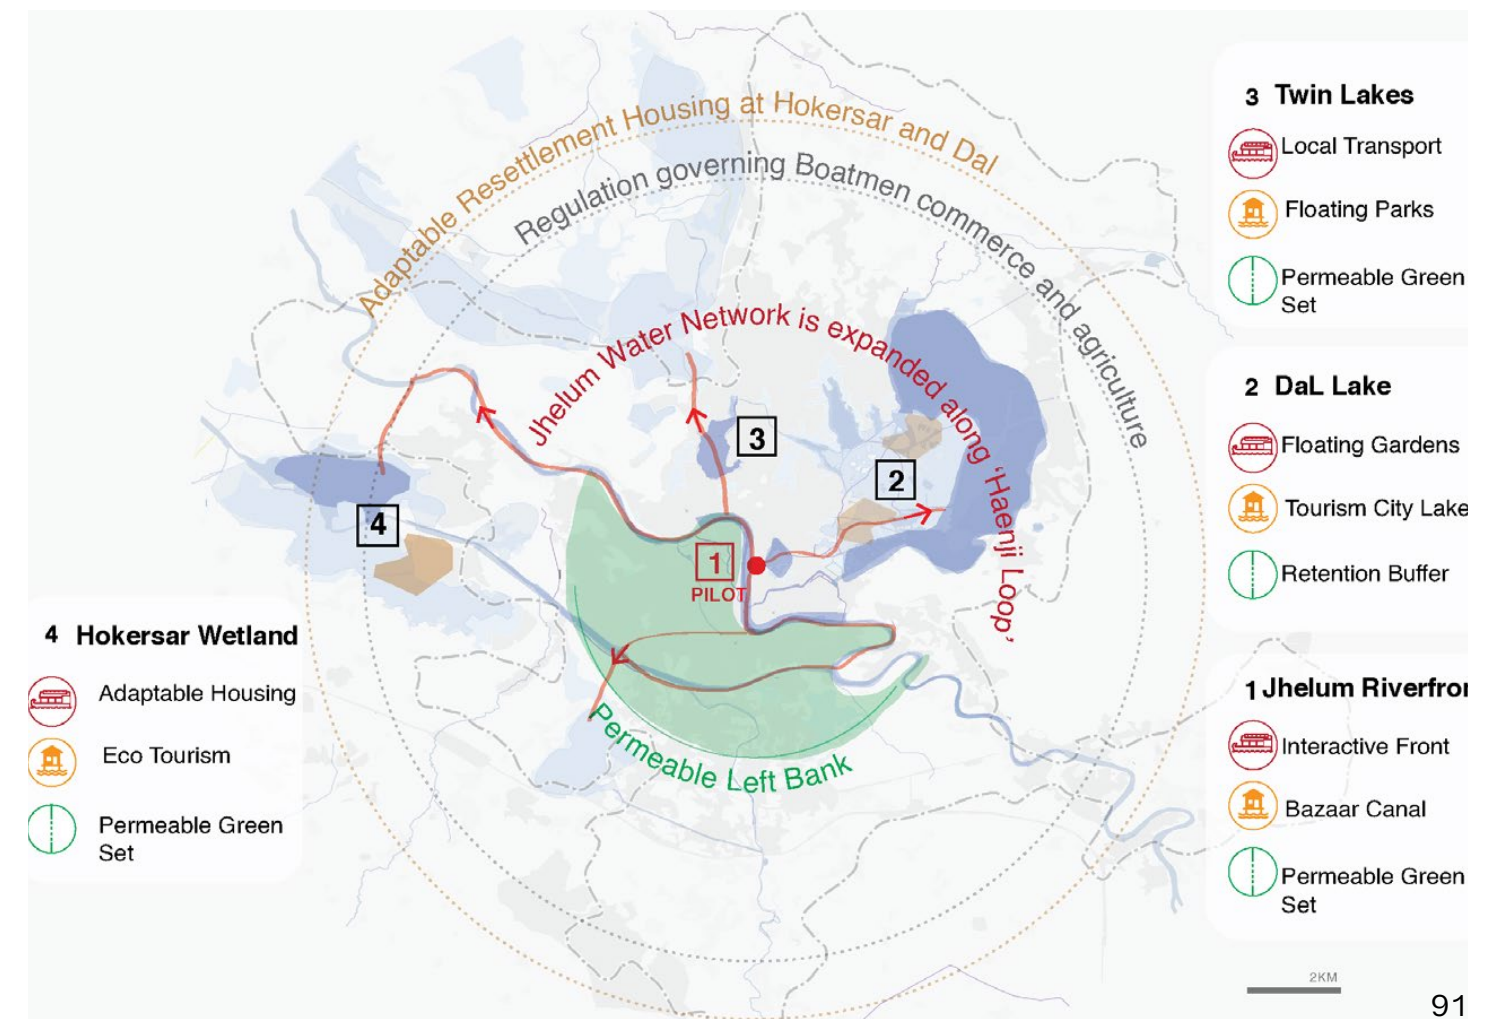 Adaptable Resettlement Housing at Hokersar and Dal
Regulation governing Boatmen commerce and agriculture
Jhelum Water Network is expanded along ‘Haenji Loop’
3
2
4
1
PILOT
Permeable Left Bank
3 Twin Lakes
Local Transport
Floating Parks
Permeable Green
Set
2 DaL Lake
Floating Gardens
Tourism City Lake
Retention Buffer
1 Jhelum Riverfron
Interactive Front
Bazaar Canal
Permeable Green
Set
4 Hokersar Wetland
Adaptable Housing
Eco Tourism
Permeable Green
Set
2KM
91